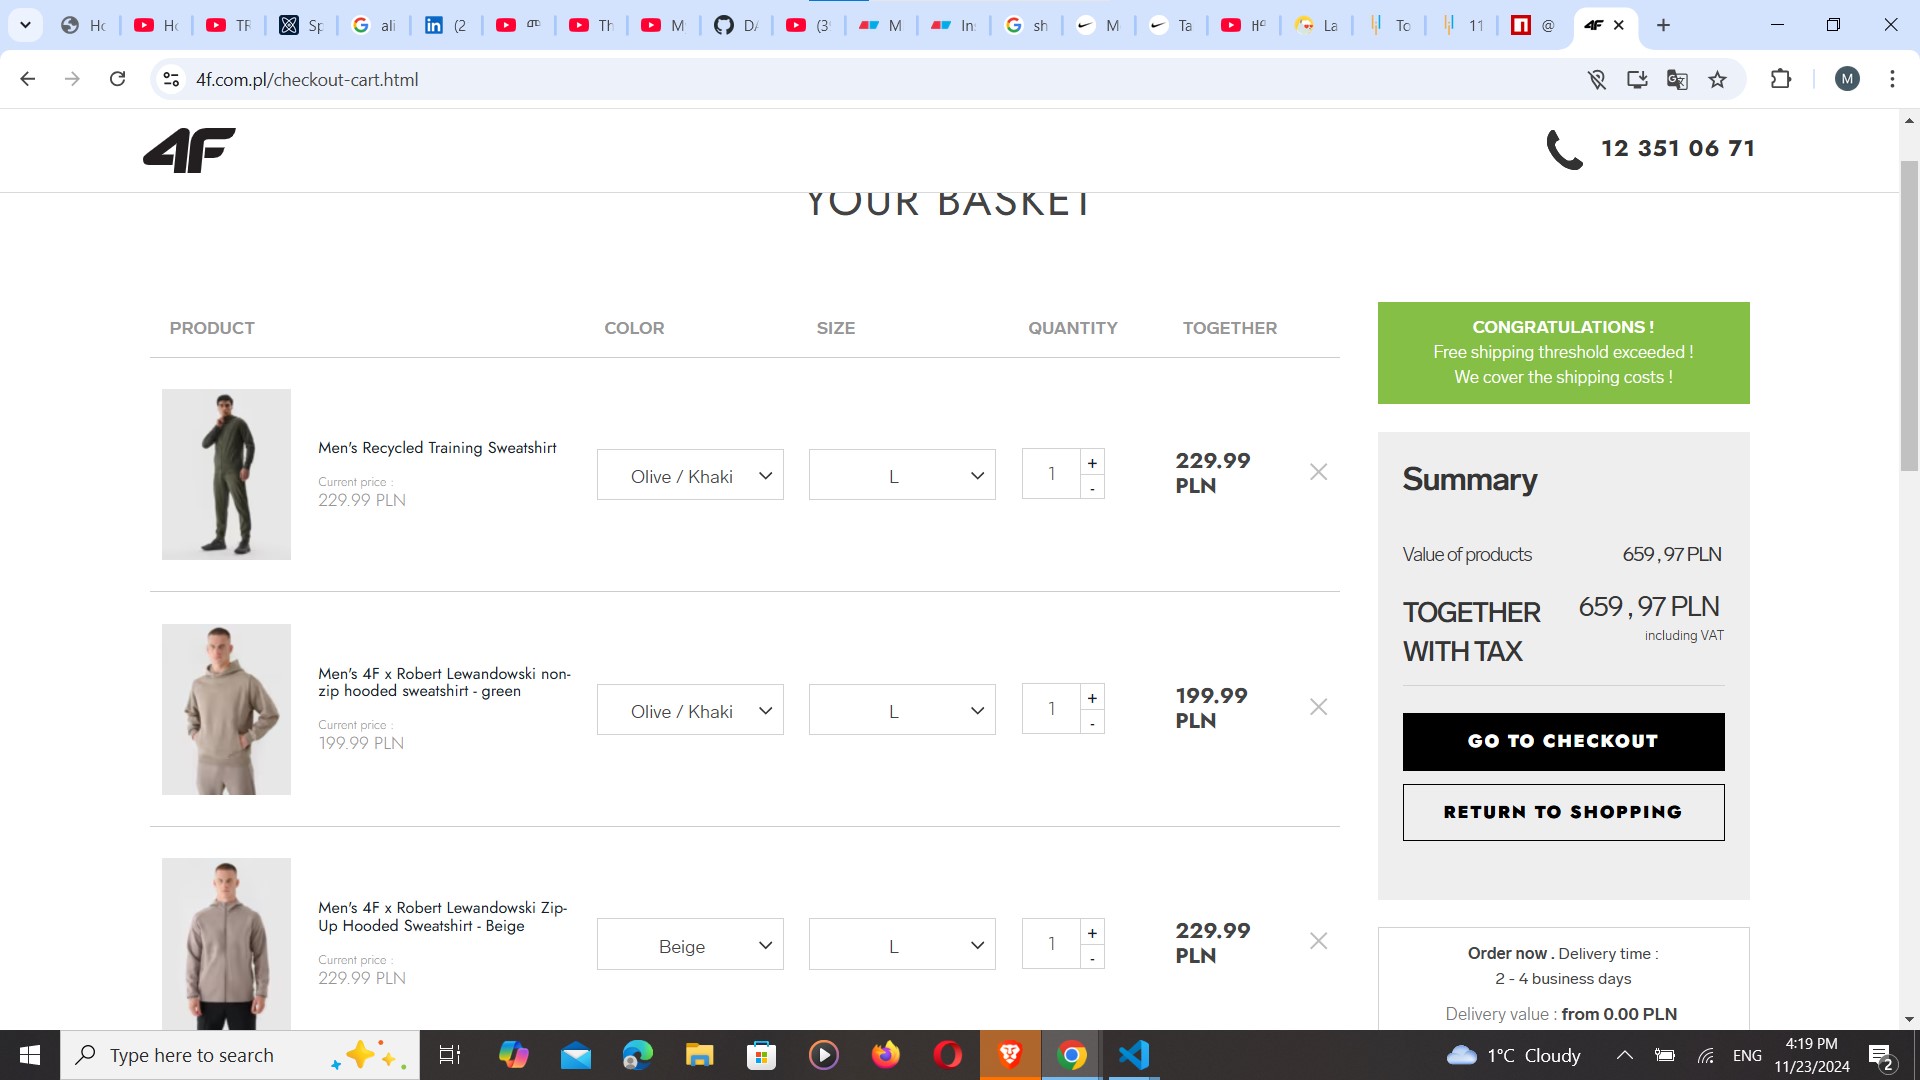 Hc
Hc
TF
Sp
ali
(2
Th
M
DA
(3
M
In
sh
M
Ta
La
To
11
@
4F
4f.com.pl/checkout-cart.html
M
4F
12 351 06 71
YOUR BASKET
PRODUCT COLOR SIZE QUANTITY TOGETHER
Men's Recycled Training Sweatshirt
Current price :
229.99 PLN
Olive / Khaki
L
1
+
-
229.99
PLN
Men's 4F x Robert Lewandowski non-
zip hooded sweatshirt - green
Current price :
199.99 PLN
Olive / Khaki
L
1
+
-
199.99
PLN
Men's 4F x Robert Lewandowski Zip-
Up Hooded Sweatshirt - Beige
Current price :
229.99 PLN
Beige
L
1
+
-
229.99
PLN
CONGRATULATIONS !
Free shipping threshold exceeded !
We cover the shipping costs !
Summary
Value of products 659 , 97 PLN
TOGETHER
WITH TAX
659 , 97 PLN
including VAT
GO TO CHECKOUT
RETURN TO SHOPPING
Order now . Delivery time :
2 - 4 business days
Delivery value : from 0.00 PLN
Type here to search
1°C Cloudy
ENG
4:19 PM
11/23/2024
2